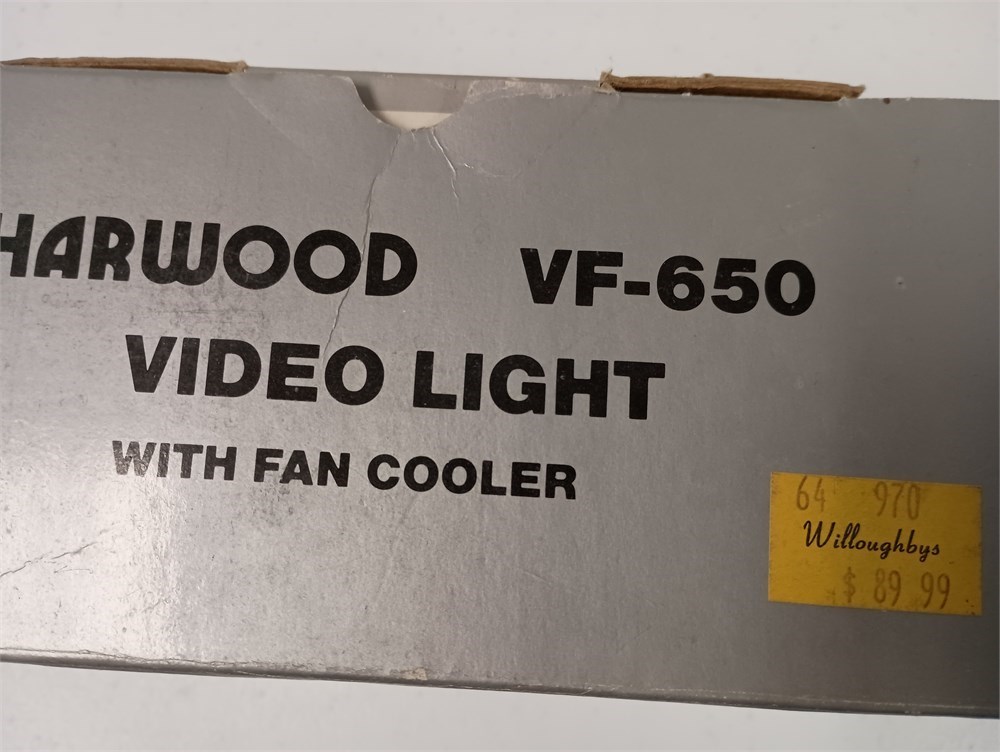 HARWOOD VF-650
VIDEO LIGHT
WITH FAN COOLER
64 970
Willoughbys
$ 89 99